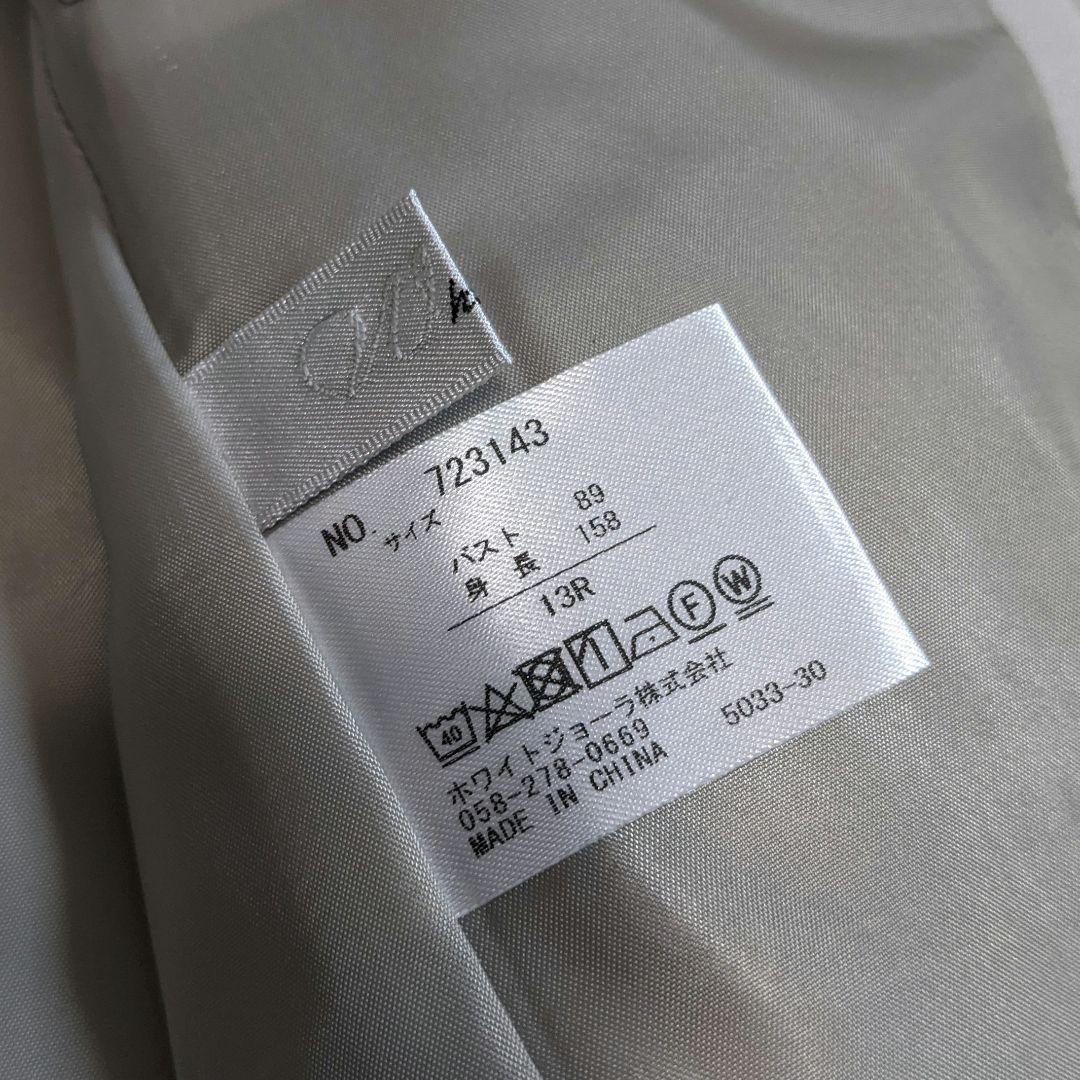 NO. 723143
サイズ
バスト 89
身長 158
13R
40 F W
ホワイトジョーラ株式会社
058-278-0669 5033-30
MADE IN CHINA